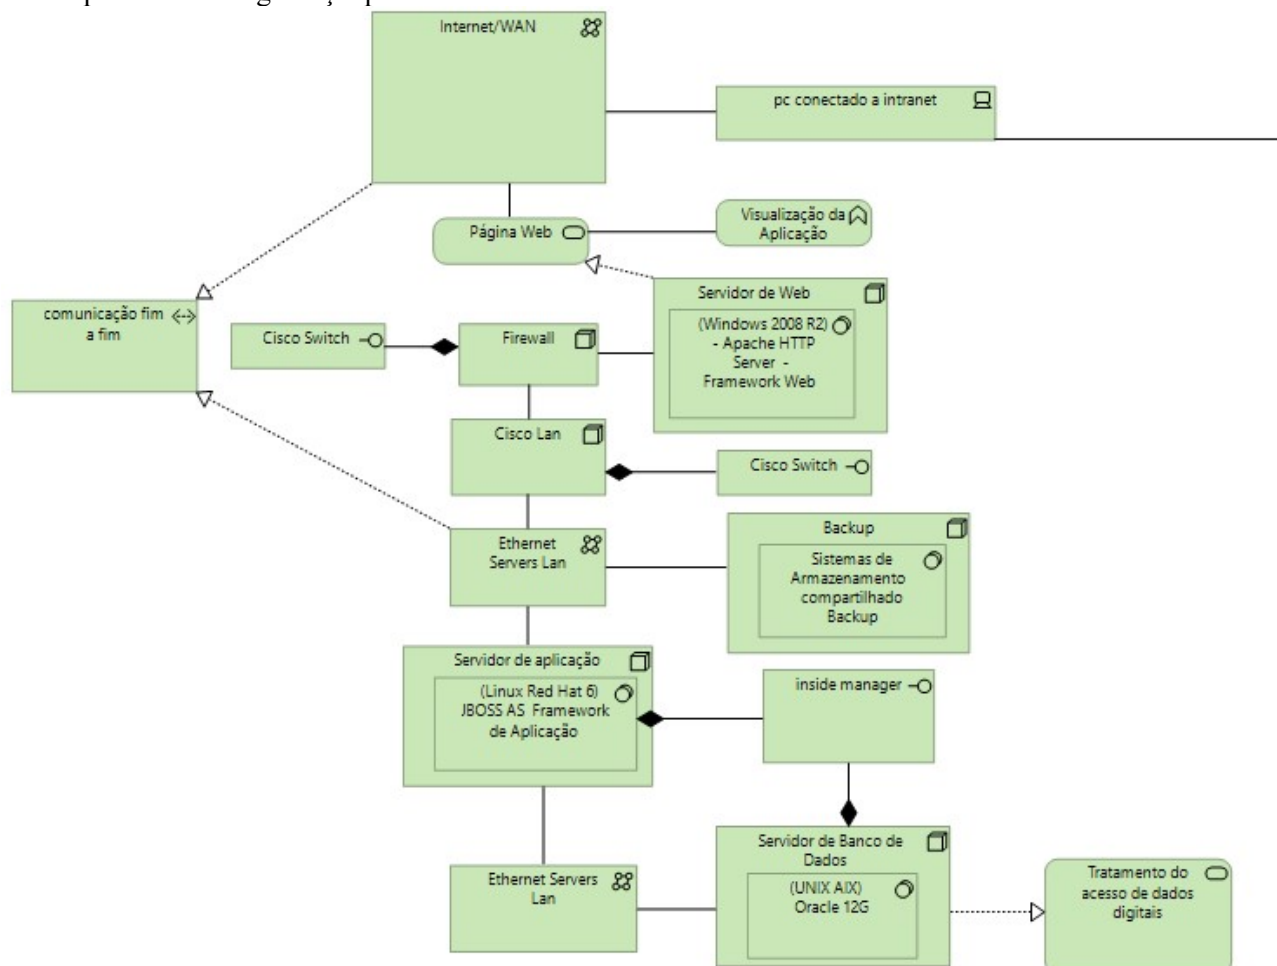 Internet/WAN
pc conectado a intranet
Página Web
Visualização da
Aplicação
Servidor de Web
(Windows 2008 R2)
- Apache HTTP
Server -
Framework Web
comunicação fim
a fim
Cisco Switch
Firewall
Cisco Lan
Cisco Switch
Ethernet
Servers Lan
Backup
Sistemas de
Armazenamento
compartilhado
Backup
Servidor de aplicação
(Linux Red Hat 6)
JBOSS AS Framework
de Aplicação
inside manager
Servidor de Banco de
Dados
(UNIX AIX)
Oracle 12G
Ethernet Servers
Lan
Tratamento do
acesso de dados
digitais